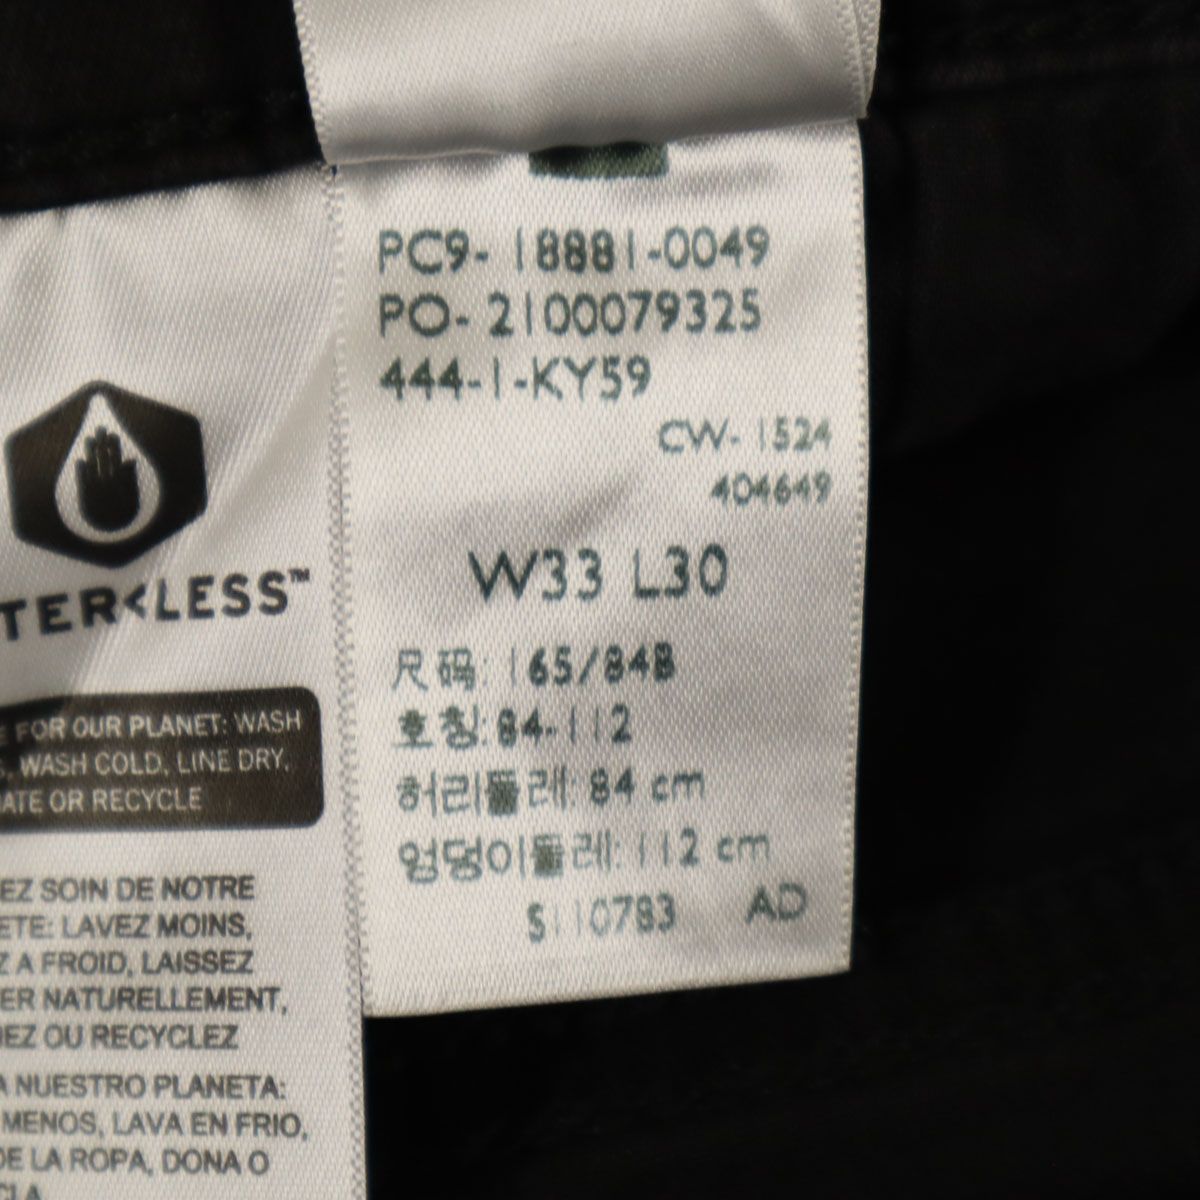 PC9-18881-0049
PO-2100079325
444-1-KY59
CW-1524
404649
W33 L30
尺码: 165/84B
호칭: 84-112
허리둘레: 84 cm
엉덩이둘레: 112 cm
S110783 AD
TER<LESS™
FOR OUR PLANET: WASH
WASH COLD, LINE DRY,
ATE OR RECYCLE
EZ SOIN DE NOTRE
ETE: LAVEZ MOINS,
Z A FROID, LAISSEZ
ER NATURELLEMENT,
EZ OU RECYCLEZ
A NUESTRO PLANETA:
MENOS, LAVA EN FRIO,
DE LA ROPA, DONA O
CLA